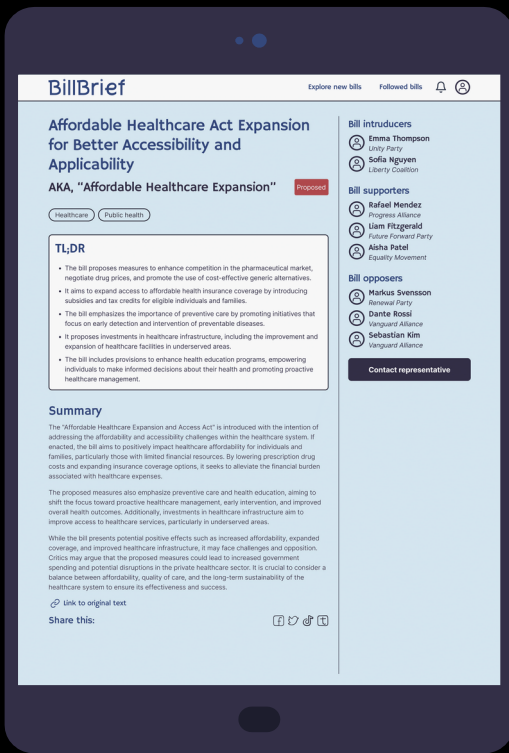 BillBrief
Explore new bills
Followed bills
Affordable Healthcare Act Expansion
for Better Accessibility and
Applicability
AKA, "Affordable Healthcare Expansion"
Proposed
Healthcare
Public health
TL;DR
• The bill proposes measures to enhance competition in the pharmaceutical market,
negotiate drug prices, and promote the use of cost-effective generic alternatives.
• It aims to expand access to affordable health insurance coverage by introducing
subsidies and tax credits for eligible individuals and families.
• The bill emphasizes the importance of preventive care by promoting initiatives that
focus on early detection and intervention of preventable diseases.
• It proposes investments in healthcare infrastructure, including the improvement and
expansion of healthcare facilities in underserved areas.
• The bill includes provisions to enhance health education programs, empowering
individuals to make informed decisions about their health and promoting proactive
healthcare management.
Summary
The "Affordable Healthcare Expansion and Access Act" is introduced with the intention of
addressing the affordability and accessibility challenges within the healthcare system. If
enacted, the bill aims to positively impact healthcare affordability for individuals and
families, particularly those with limited financial resources. By lowering prescription drug
costs and expanding insurance coverage options, it seeks to alleviate the financial burden
associated with healthcare expenses.
The proposed measures also emphasize preventive care and health education, aiming to
shift the focus toward proactive healthcare management, early intervention, and improved
overall health outcomes. Additionally, investments in healthcare infrastructure aim to
improve access to healthcare services, particularly in underserved areas.
While the bill presents potential positive effects such as increased affordability, expanded
coverage, and improved healthcare infrastructure, it may face challenges and opposition.
Critics may argue that the proposed measures could lead to increased government
spending and potential disruptions in the private healthcare sector. It is crucial to consider a
balance between affordability, quality of care, and the long-term sustainability of the
healthcare system to ensure its effectiveness and success.
Link to original text
Share this:
Bill intruducers
Emma Thompson
Unity Party
Sofia Nguyen
Liberty Coalition
Bill supporters
Rafael Mendez
Progress Alliance
Liam Fitzgerald
Future Forward Party
Aisha Patel
Equality Movement
Bill opposers
Markus Svensson
Renewal Party
Dante Rossi
Vanguard Alliance
Sebastian Kim
Vanguard Alliance
Contact representative